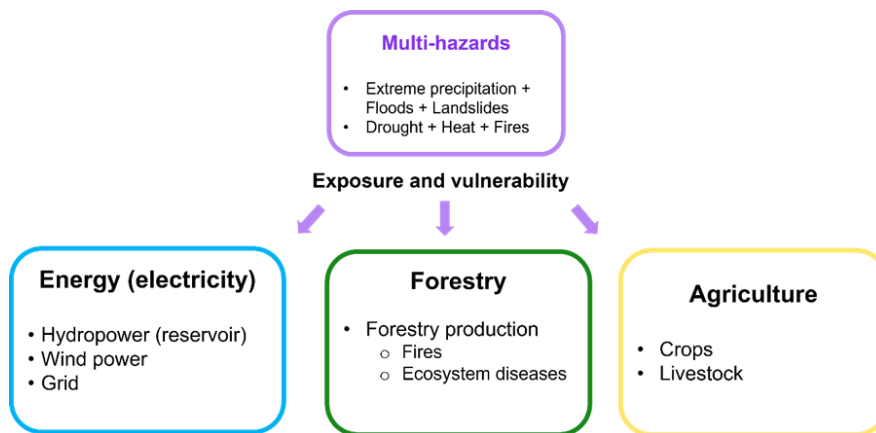 Multi-hazards
• Extreme precipitation +
Floods + Landslides
• Drought + Heat + Fires
Exposure and vulnerability
Energy (electricity)
• Hydropower (reservoir)
• Wind power
• Grid
Forestry
• Forestry production
o Fires
o Ecosystem diseases
Agriculture
• Crops
• Livestock